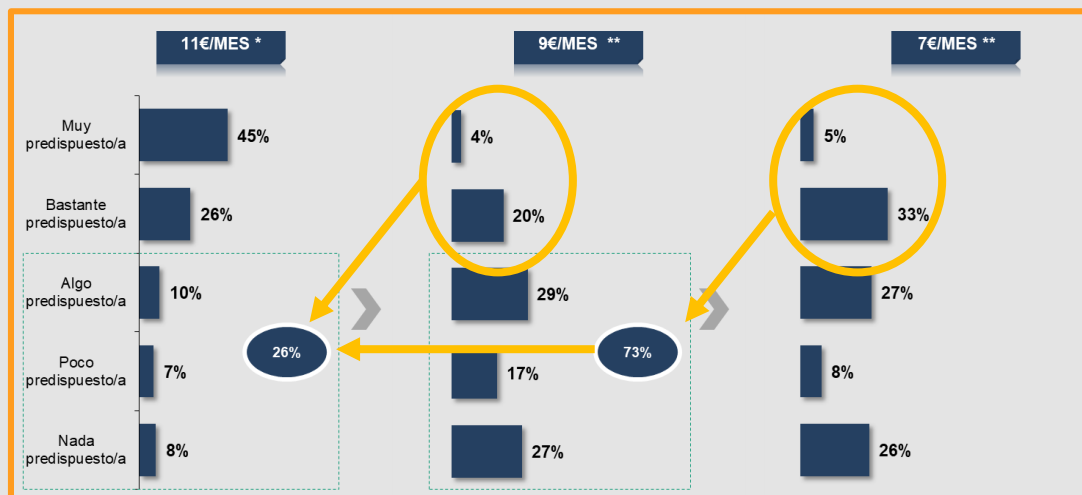 11€/MES *
9€/MES **
7€/MES **
Muy
predispuesto/a
45%
4%
5%
Bastante
predispuesto/a
26%
20%
33%
Algo
predispuesto/a
10%
29%
27%
26%
73%
Poco
predispuesto/a
7%
17%
8%
Nada
predispuesto/a
8%
27%
26%